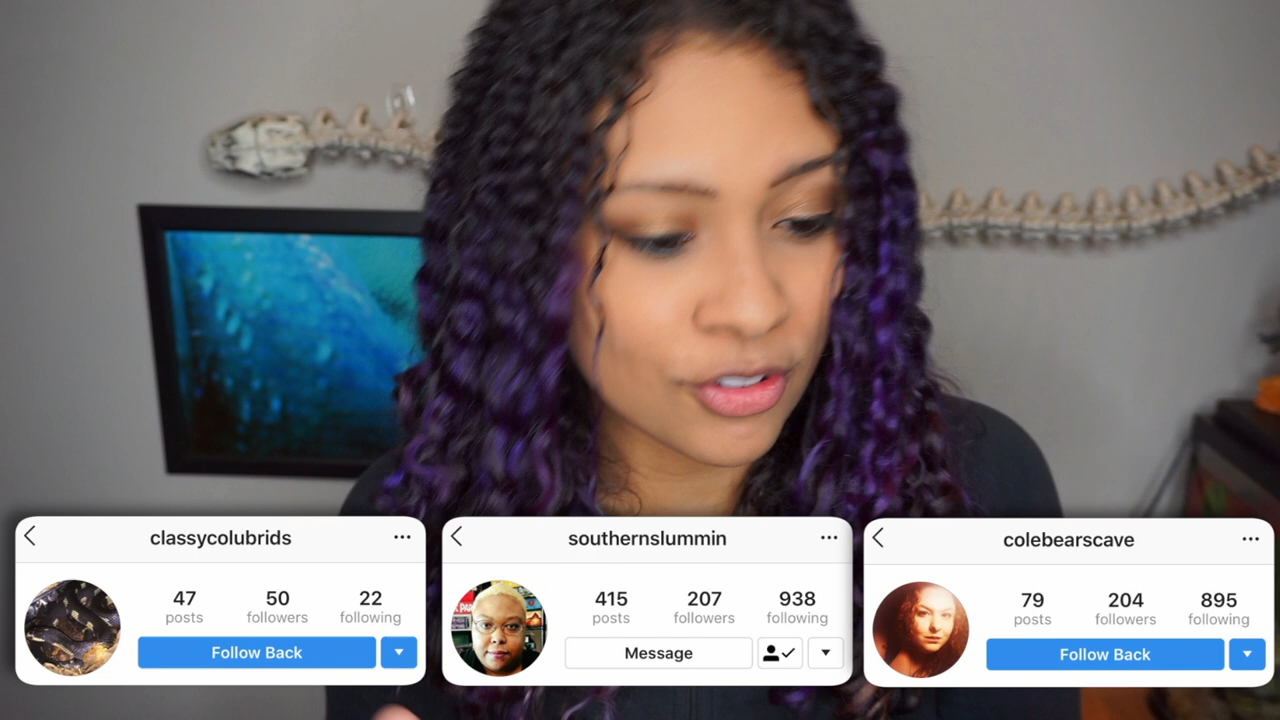 classycolubrids
47 50 22
posts followers following
Follow Back
southernslummin
415 207 938
posts followers following
Message
colebearscave
79 204 895
posts followers following
Follow Back